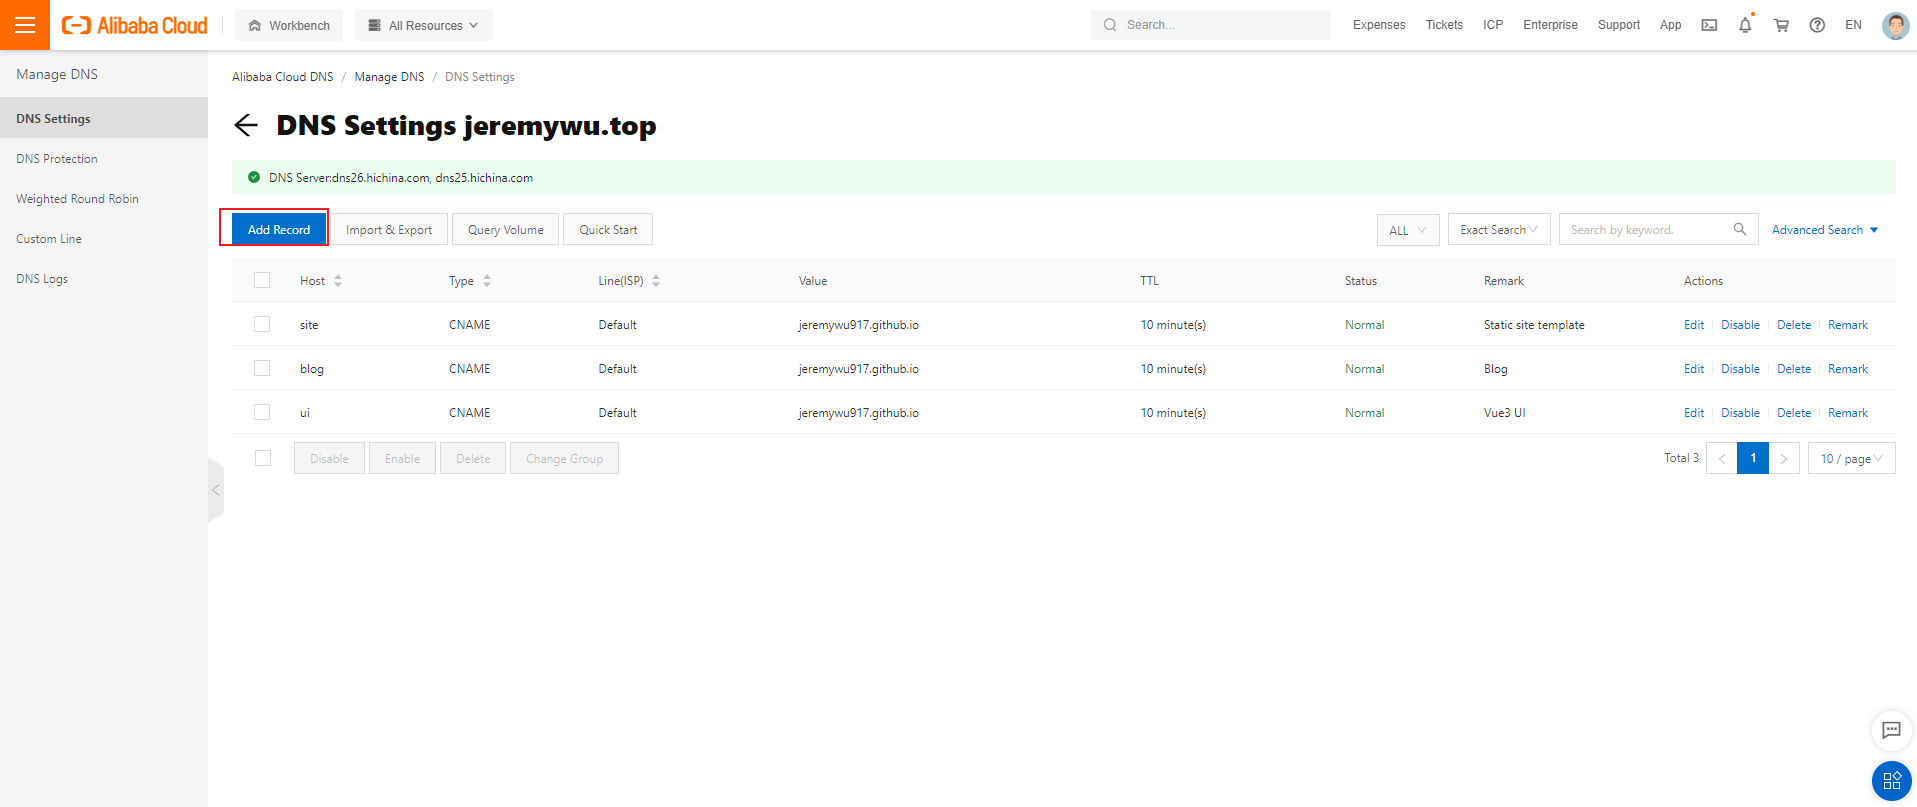 Alibaba Cloud Workbench All Resources Search... Expenses Tickets ICP Enterprise Support App EN
Manage DNS
DNS Settings
DNS Protection
Weighted Round Robin
Custom Line
DNS Logs
Alibaba Cloud DNS / Manage DNS / DNS Settings
DNS Settings jeremywu.top
DNS Server:dns26.hichina.com, dns25.hichina.com
Add Record Import & Export Query Volume Quick Start ALL Exact Search Search by keyword. Advanced Search
Host Type Line(ISP) Value TTL Status Remark Actions
site CNAME Default jeremywu917.github.io 10 minute(s) Normal Static site template Edit Disable Delete Remark
blog CNAME Default jeremywu917.github.io 10 minute(s) Normal Blog Edit Disable Delete Remark
ui CNAME Default jeremywu917.github.io 10 minute(s) Normal Vue3 UI Edit Disable Delete Remark
Disable Enable Delete Change Group Total 3 < 1 > 10 / page